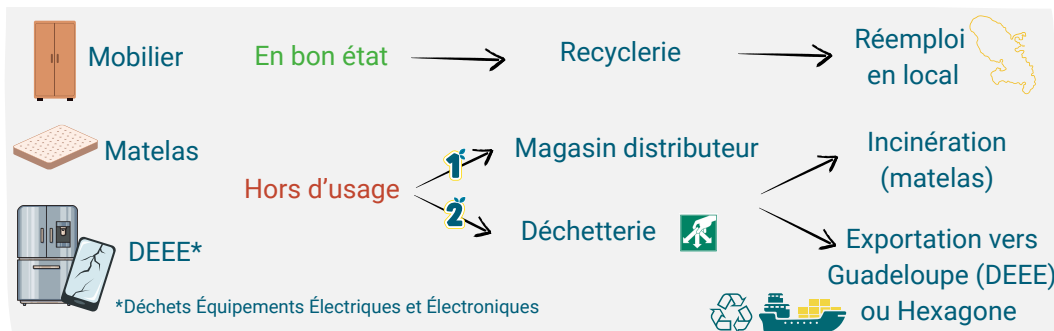 Mobilier
En bon état
Recyclerie
Réemploi
en local
Matelas
Hors d'usage
1
Magasin distributeur
2
Déchetterie
Incinération
(matelas)
DEEE*
Exportation vers
Guadeloupe (DEEE)
ou Hexagone
*Déchets Équipements Électriques et Électroniques